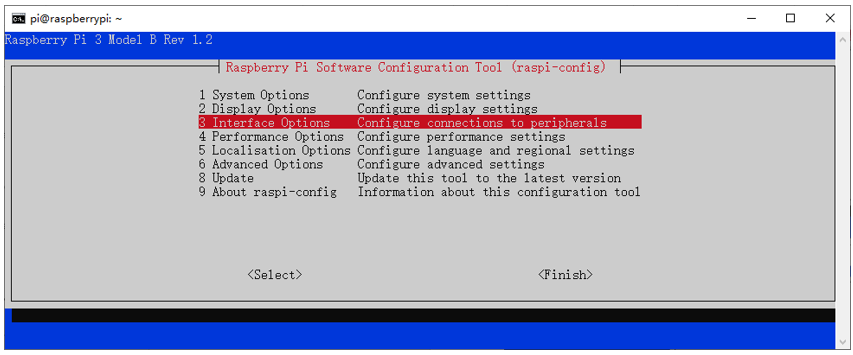 pi@raspberrypi: ~
Raspberry Pi 3 Model B Rev 1.2
Raspberry Pi Software Configuration Tool (raspi-config)
1 System Options Configure system settings
2 Display Options Configure display settings
3 Interface Options Configure connections to peripherals
4 Performance Options Configure performance settings
5 Localisation Options Configure language and regional settings
6 Advanced Options Configure advanced settings
8 Update Update this tool to the latest version
9 About raspi-config Information about this configuration tool
<Select> <Finish>